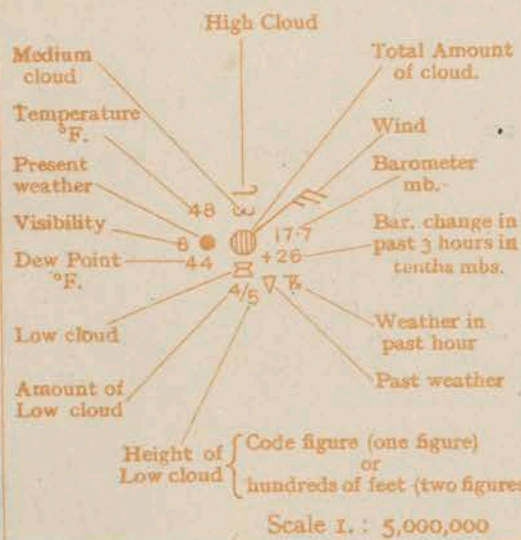 High Cloud
Medium
cloud
Total Amount
of cloud.
Temperature
°F.
Wind
Present
weather
Barometer
mb.
48
Visibility
8
17·7
Bar. change in
past 3 hours in
tenths mbs.
Dew Point
°F.
44
+26
4/5
Low cloud
Weather in
past hour
Amount of
Low cloud
Past weather
Height of
Low cloud
Code figure (one figure)
or
hundreds of feet (two figures
Scale 1. : 5,000,000